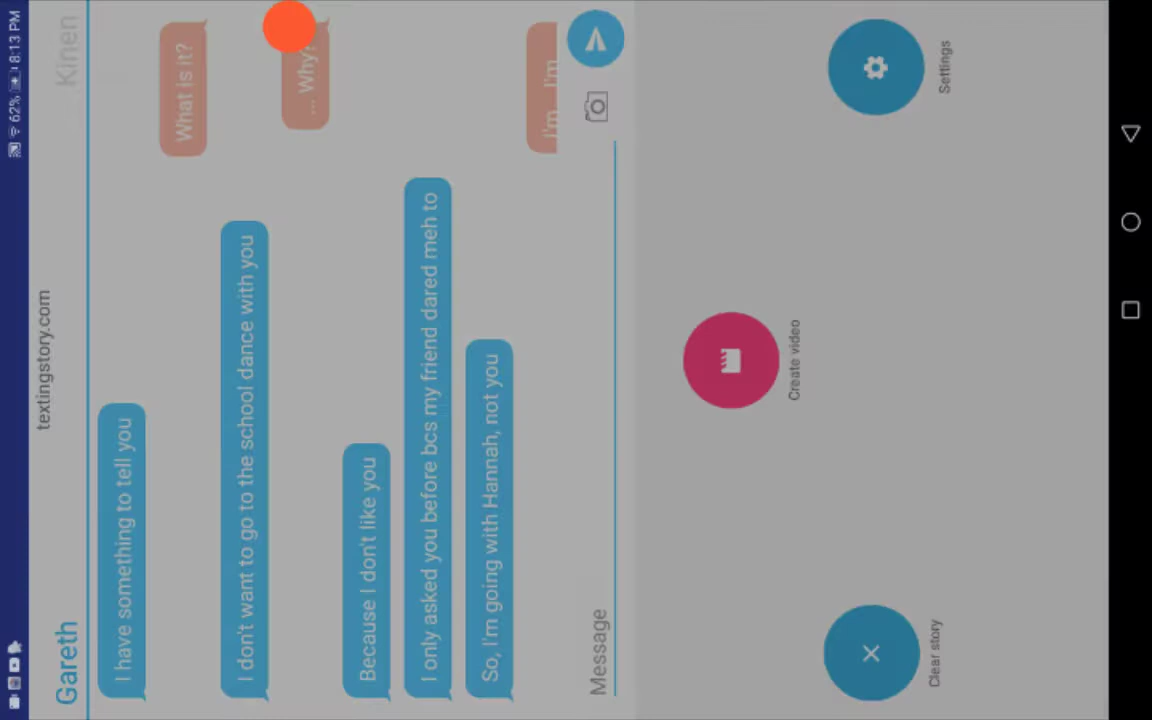 62% 8:13 PM
textingstory.com
Gareth Kinen
I have something to tell you
What is it?
I don't want to go to the school dance with you
... Why?
Because I don't like you
I only asked you before bcs my friend dared meh to
So, I'm going with Hannah, not you
I'm... I'm
Message
Create video
Clear story
Settings